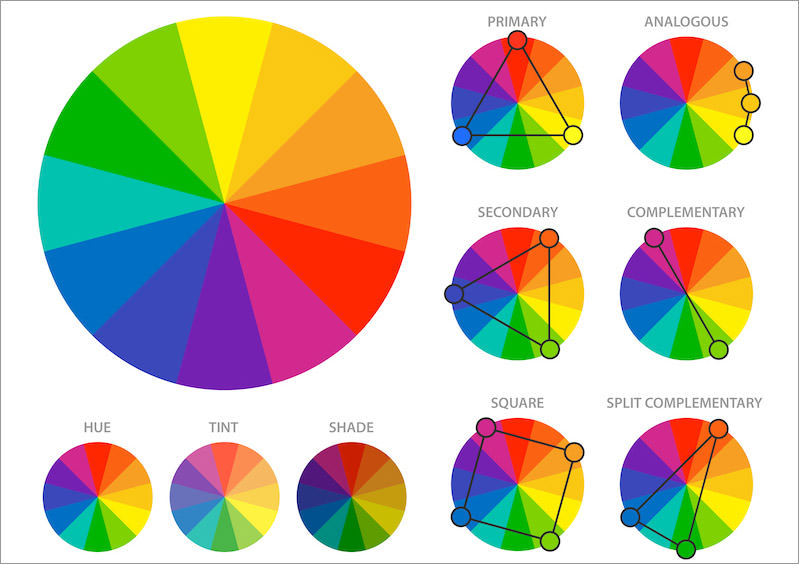 PRIMARY
ANALOGOUS
SECONDARY
COMPLEMENTARY
HUE
TINT
SHADE
SQUARE
SPLIT COMPLEMENTARY